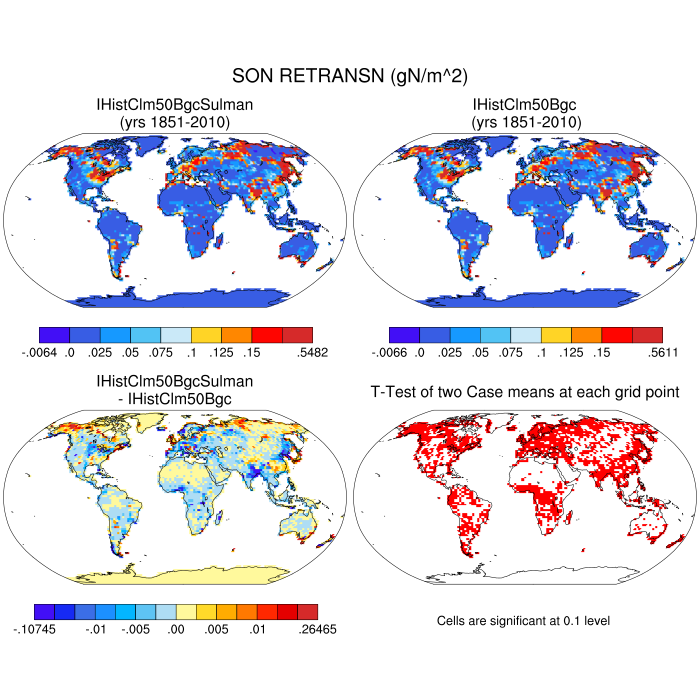 SON RETRANSN (gN/m^2)
IHistClm50BgcSulman
(yrs 1851-2010)
IHistClm50Bgc
(yrs 1851-2010)
-.0064 .0 .025 .05 .075 .1 .125 .15 .5482
-.0066 .0 .025 .05 .075 .1 .125 .15 .5611
IHistClm50BgcSulman
- IHistClm50Bgc
T-Test of two Case means at each grid point
-.10745 -.01 -.005 .00 .005 .01 .26465
Cells are significant at 0.1 level